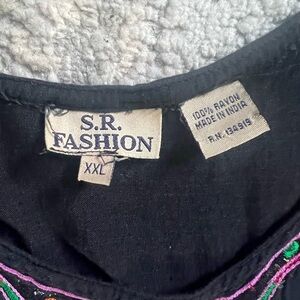 S.R.
FASHION
XXL
100% RAYON
MADE IN INDIA
R.N. 134919